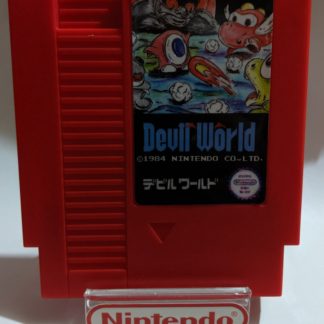 Devil World
©1984 NINTENDO CO.,LTD.
デビル ワールド
Nintendo